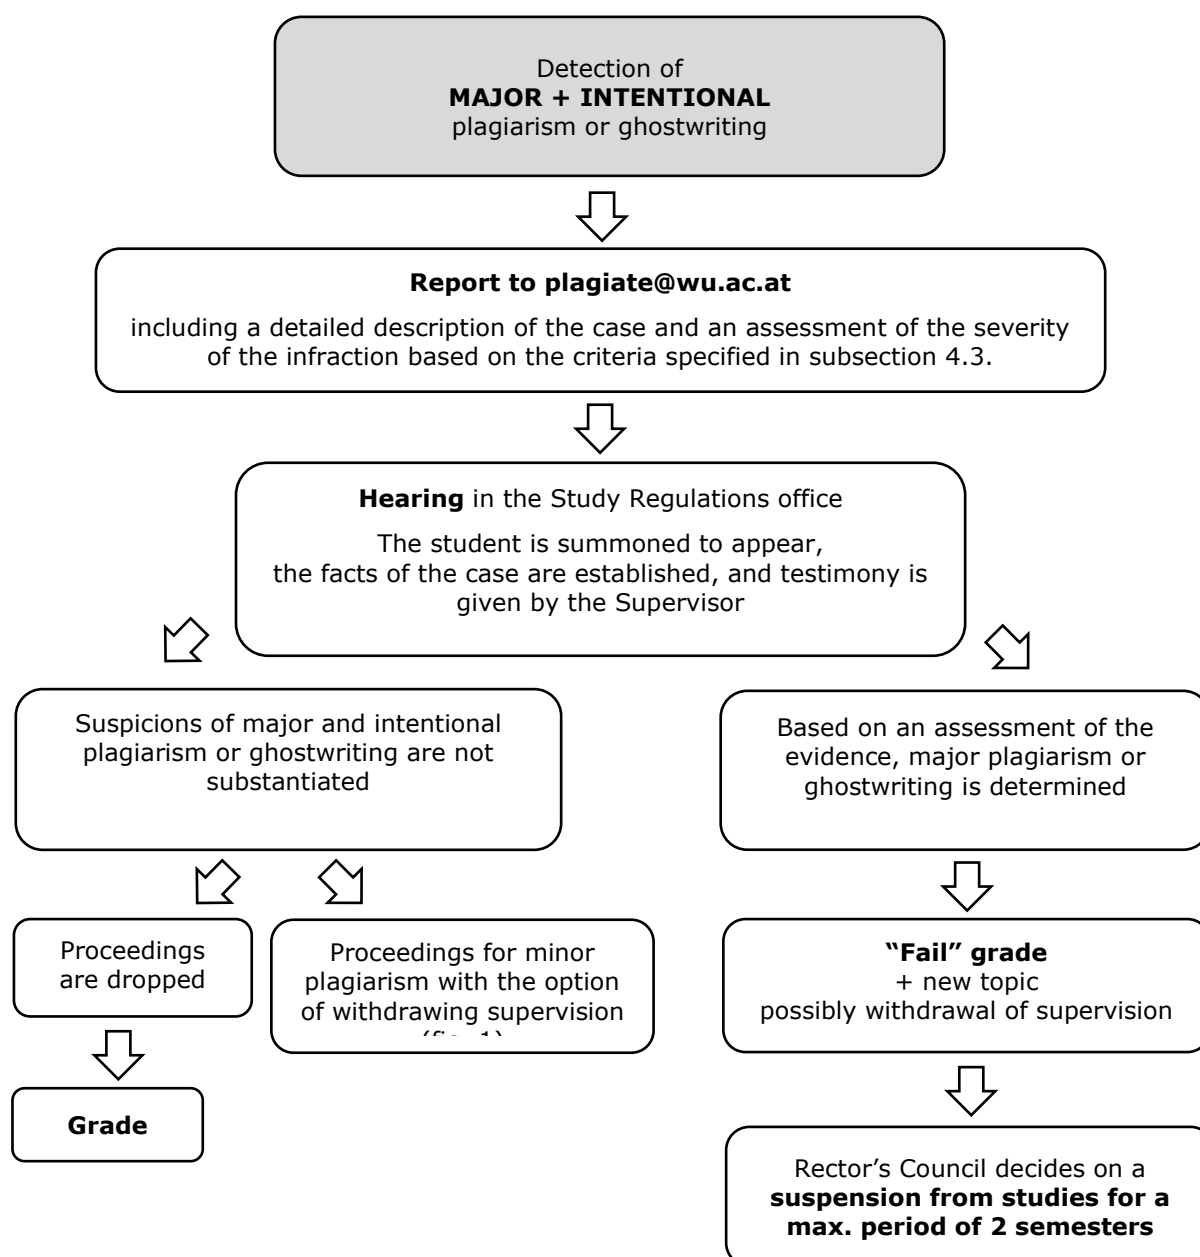 Detection of
MAJOR + INTENTIONAL
plagiarism or ghostwriting
Report to plagiate@wu.ac.at
including a detailed description of the case and an assessment of the severity
of the infraction based on the criteria specified in subsection 4.3.
Hearing in the Study Regulations office
The student is summoned to appear,
the facts of the case are established, and testimony is
given by the Supervisor
Suspicions of major and intentional
plagiarism or ghostwriting are not
substantiated
Based on an assessment of the
evidence, major plagiarism or
ghostwriting is determined
Proceedings
are dropped
Proceedings for minor
plagiarism with the option
of withdrawing supervision
“Fail” grade
+ new topic
possibly withdrawal of supervision
Grade
Rector’s Council decides on a
suspension from studies for a
max. period of 2 semesters